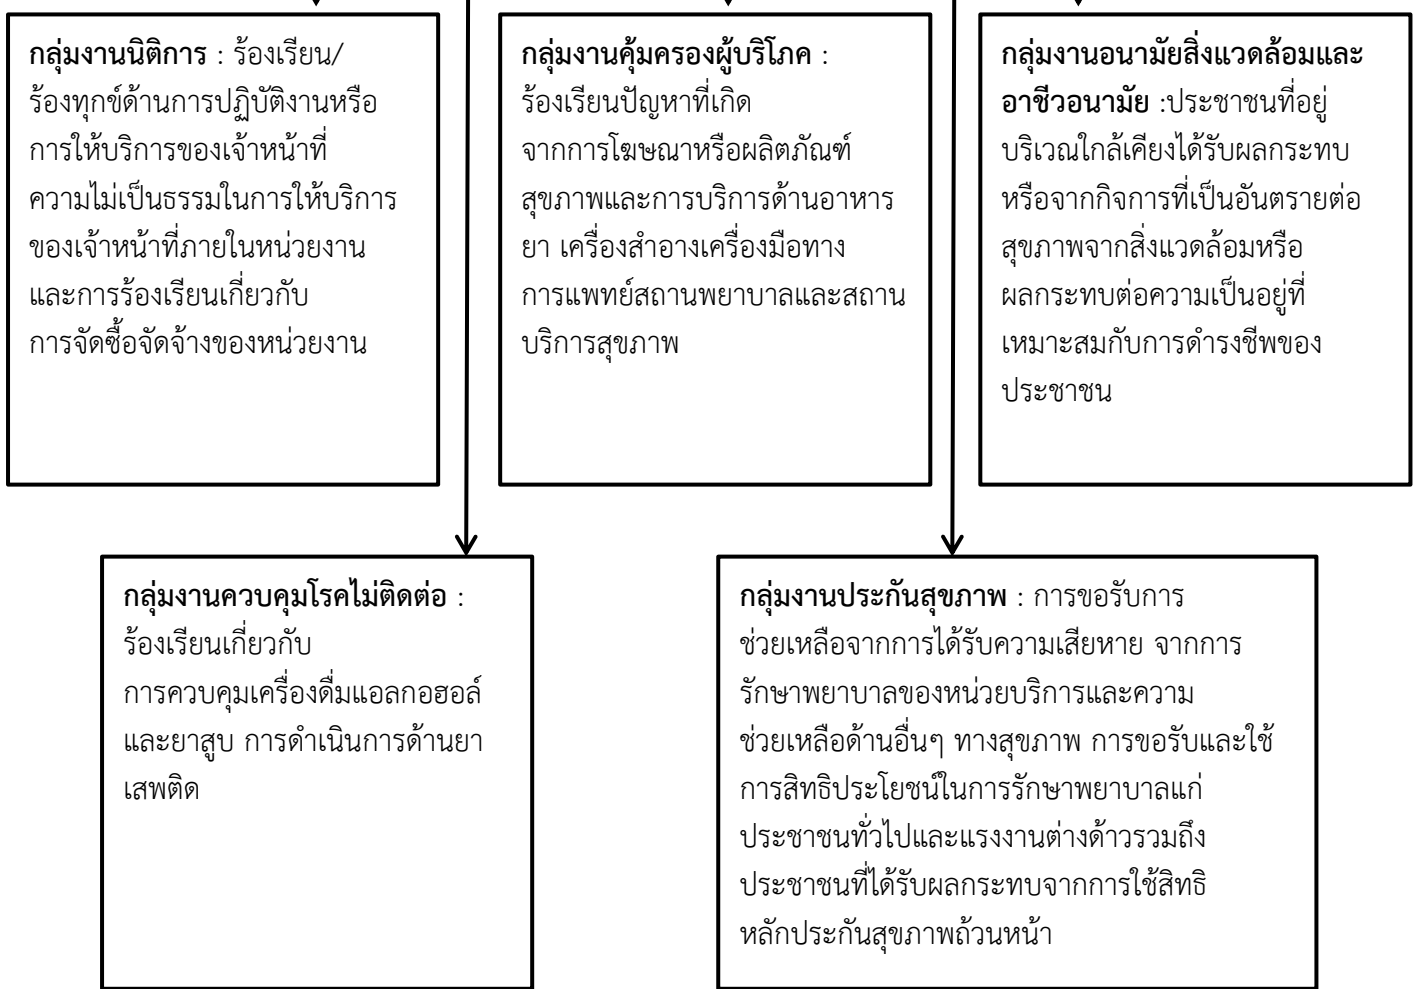 กลุ่มงานนิติการ : ร้องเรียน/
ร้องทุกข์ด้านการปฏิบัติงานหรือ
การให้บริการของเจ้าหน้าที่
ความไม่เป็นธรรมในการให้บริการ
ของเจ้าหน้าที่ภายในหน่วยงาน
และการร้องเรียนเกี่ยวกับ
การจัดซื้อจัดจ้างของหน่วยงาน
กลุ่มงานคุ้มครองผู้บริโภค :
ร้องเรียนปัญหาที่เกิด
จากการโฆษณาหรือผลิตภัณฑ์
สุขภาพและการบริการด้านอาหาร
ยา เครื่องสำอางเครื่องมือทาง
การแพทย์สถานพยาบาลและสถาน
บริการสุขภาพ
กลุ่มงานอนามัยสิ่งแวดล้อมและ
อาชีวอนามัย :ประชาชนที่อยู่
บริเวณใกล้เคียงได้รับผลกระทบ
หรือจากกิจการที่เป็นอันตรายต่อ
สุขภาพจากสิ่งแวดล้อมหรือ
ผลกระทบต่อความเป็นอยู่ที่
เหมาะสมกับการดำรงชีพของ
ประชาชน
กลุ่มงานควบคุมโรคไม่ติดต่อ :
ร้องเรียนเกี่ยวกับ
การควบคุมเครื่องดื่มแอลกอฮอล์
และยาสูบ การดำเนินการด้านยา
เสพติด
กลุ่มงานประกันสุขภาพ : การขอรับการ
ช่วยเหลือจากการได้รับความเสียหาย จากการ
รักษาพยาบาลของหน่วยบริการและความ
ช่วยเหลือด้านอื่นๆ ทางสุขภาพ การขอรับและใช้
การสิทธิประโยชน์ในการรักษาพยาบาลแก่
ประชาชนทั่วไปและแรงงานต่างด้าวรวมถึง
ประชาชนที่ได้รับผลกระทบจากการใช้สิทธิ
หลักประกันสุขภาพถ้วนหน้า